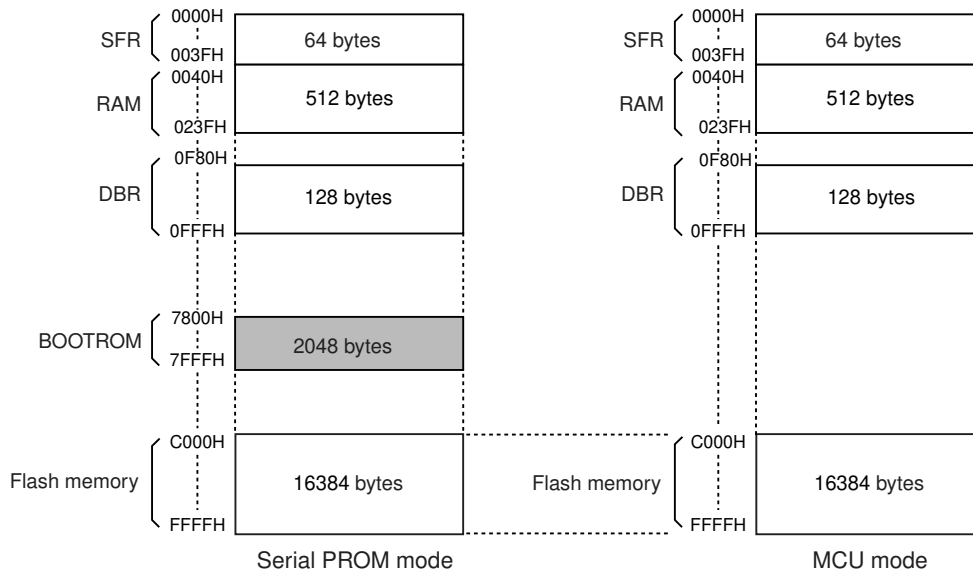 0000H
SFR
64 bytes
003FH
0040H
RAM
512 bytes
023FH
0F80H
DBR
128 bytes
0FFFH
7800H
BOOTROM
2048 bytes
7FFFH
C000H
Flash memory
16384 bytes
FFFFH
Serial PROM mode
0000H
SFR
64 bytes
003FH
0040H
RAM
512 bytes
023FH
0F80H
DBR
128 bytes
0FFFH
C000H
Flash memory
16384 bytes
FFFFH
MCU mode